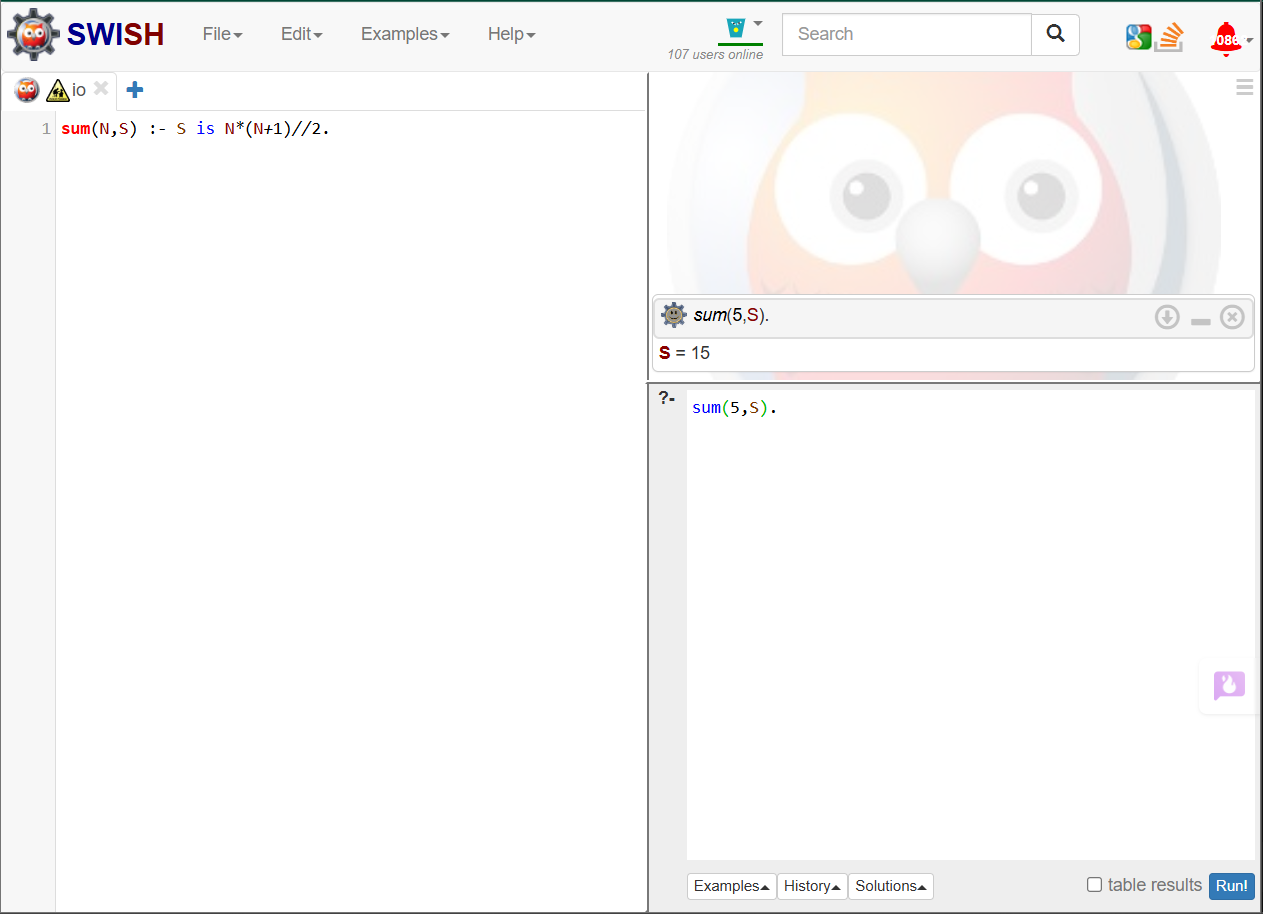 SWISH File Edit Examples Help
107 users online
Search
io
1 sum(N,S) :- S is N*(N+1)//2.
sum(5,S).
S = 15
?- sum(5,S).
Examples History Solutions table results Run!